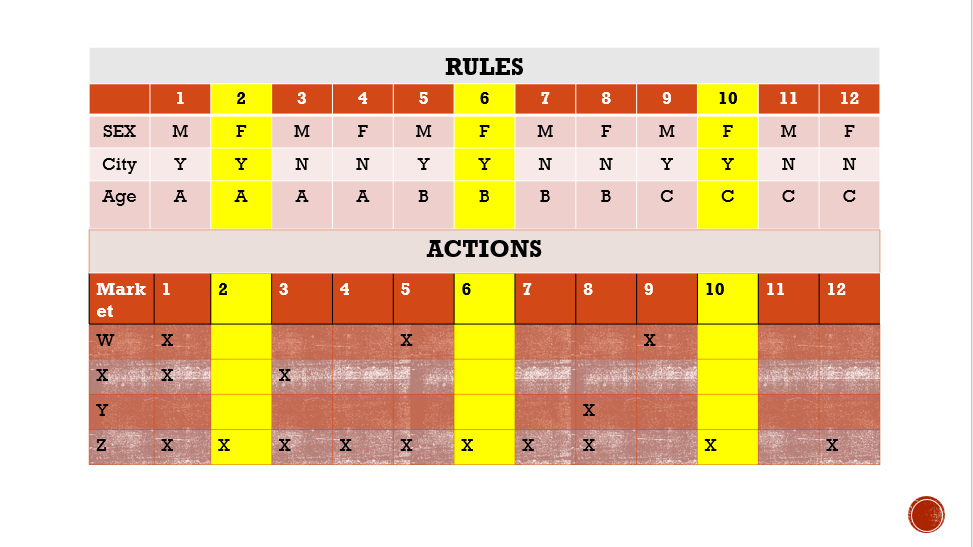 RULES
1 2 3 4 5 6 7 8 9 10 11 12
SEX M F M F M F M F M F M F
City Y Y N N Y Y N N Y Y N N
Age A A A A B B B B C C C C
ACTIONS
Mark 1 2 3 4 5 6 7 8 9 10 11 12
et
W X X X
X X X
Y X
Z X X X X X X X X X X